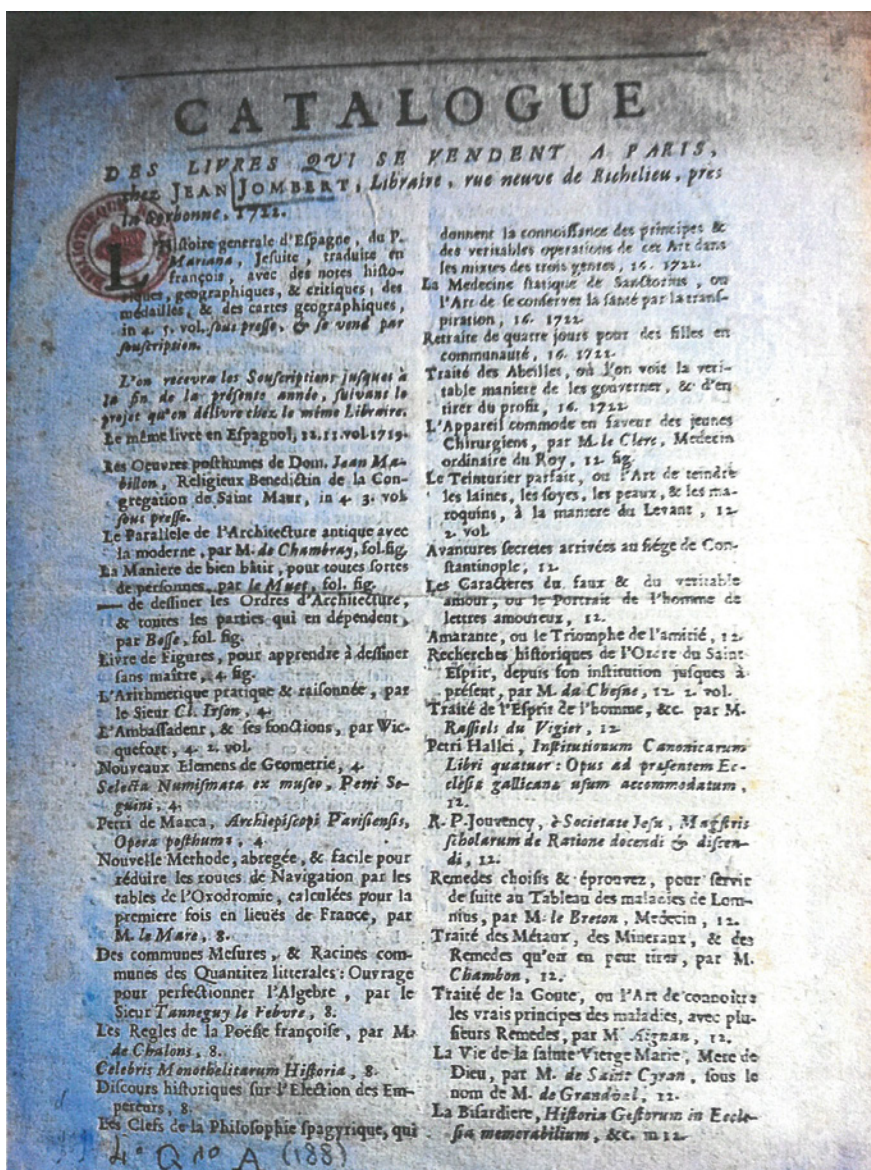 CATALOGUE
DES LIVRES QUI SE VENDENT A PARIS,
chez JEAN JOMBERT, Libraire, rue neuve de Richelieu, près
la Sorbonne, 1722.
L'Histoire generale d'Espagne, du P.
Mariana, Jesuite, traduite en
françois, avec des notes histo-
riques, geographiques, & critiques; des
médailles, & des cartes geographiques,
in 4. 5. vol. sous presse, & se vend par
souscription.
L'on recevra les Souscriptions jusques à
la fin de la présente année, suivant le
projet qu'on délivre chez le même Libraire.
Le même livre en Espagnol, 12. 11. vol. 1719.
Les Oeuvres posthumes de Dom. Jean Ma-
billon, Religieux Benedictin de la Con-
gregation de Saint Maur, in 4. 3. vol.
sous presse.
Le Parallele de l'Architecture antique avec
la moderne, par M. de Chambray, fol. fig.
La Maniere de bien bâtir, pour toutes sortes
de personnes, par le Muet, fol. fig.
— de dessiner les Ordres d'Architecture,
& toutes les parties qui en dépendent,
par Bosse, fol. fig.
Livre de Figures, pour apprendre à dessiner
sans maître, 4. fig.
L'Arithmetique pratique & raisonnée, par
le Sieur Cl. Irson, 4.
L'Ambassadeur, & ses fonctions, par Wic-
quefort, 4. 2. vol.
Nouveaux Elemens de Geometrie, 4.
Selecta Numismata ex museo, Petri Se-
guini, 4.
Petri de Marca, Archiepiscopi Parisiensis,
Opera posthuma, 4.
Nouvelle Methode, abregée, & facile pour
réduire les routes de Navigation par les
tables de l'Oxodromie, calculées pour la
premiere fois en lieuës de France, par
M. le Mare, 8.
Des communes Mesures, & Racines com-
munes des Quantitez litterales: Ouvrage
pour perfectionner l'Algebre, par le
Sieur Tanneguy le Febvre, 8.
Les Regles de la Poësie françoise, par M.
de Chalons, 8.
Celebris Monothelitarum Historia, 8.
Discours historiques sur l'Election des Em-
pereurs, 8.
Les Clefs de la Philosophie spagyrique, qui
donnent la connoissance des principes &
des veritables operations de cet Art dans
les mixtes des trois genres, 12. 1722.
La Medecine statique de Sanctorius, ou
l'Art de se conserver la santé par la trans-
piration, 16. 1722.
Retraite de quatre jours pour des filles en
communauté, 16. 1722.
Traité des Abeilles, où l'on voit la veri-
table maniere de les gouverner, & d'en
tirer du profit, 16. 1722.
L'Appareil commode en faveur des jeunes
Chirurgiens, par M. le Clerc, Medecin
ordinaire du Roy, 12. fig.
Le Teinturier parfait, ou l'Art de teindre
les laines, les soyes, les peaux, & les ma-
roquins, à la maniere du Levant, 12.
2. vol.
Avantures secretes arrivées au siége de Con-
stantinople, 12.
Les Caracteres du faux & du veritable
amour, ou le Portrait de l'homme de
lettres amoureux, 12.
Amarante, ou le Triomphe de l'amitié, 12.
Recherches historiques de l'Ordre du Saint
Esprit, depuis son institution jusques à
présent, par M. du Chesne, 12. 2. vol.
Traité de l'Esprit de l'homme, &c. par M.
Rassiels du Vigier, 12.
Petri Hallei, Institutionum Canonicarum
Libri quatuor: Opus ad præsentem Ec-
clesiæ gallicanæ usum accommodatum,
12.
R. P. Jouvency, è Societate Jesu, Magistris
scholarum de Ratione docendi & discen-
di, 12.
Remedes choisis & éprouvez, pour servir
de suite au Tableau des maladies de Lom-
nius, par M. le Breton, Medecin, 12.
Traité des Métaux, des Mineraux, & des
Remedes qu'on en peut tirer, par M.
Chambon, 12.
Traité de la Goute, ou l'Art de connoître
les vrais principes des maladies, avec plu-
sieurs Remedes, par Mʳ Aignan, 12.
La Vie de la sainte Vierge Marie, Mere de
Dieu, par M. de Saint Cyran, sous le
nom de M. de Grandval, 12.
La Bisardiere, Historia Gestorum in Eccle-
sia memorabilium, &c. in 12.
4° Q 10 A (188)